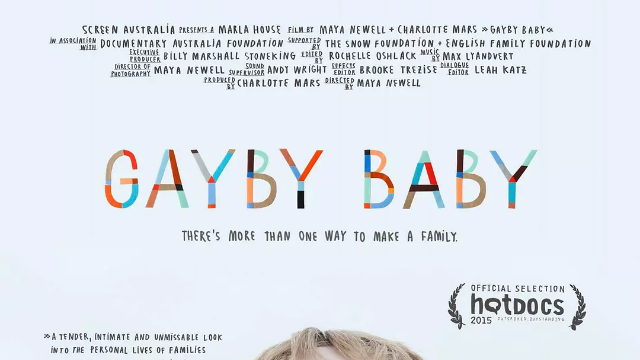 SCREEN AUSTRALIA PRESENTS A MARLA HOUSE FILM BY MAYA NEWELL + CHARLOTTE MARS »GAYBY BABY«
IN ASSOCIATION WITH DOCUMENTARY AUSTRALIA FOUNDATION SUPPORTED BY THE SNOW FOUNDATION + ENGLISH FAMILY FOUNDATION
EXECUTIVE PRODUCER BILLY MARSHALL STONEKING EDITED BY ROCHELLE OSHLACK MUSIC BY MAX LYANDVERT
DIRECTOR OF PHOTOGRAPHY MAYA NEWELL SOUND SUPERVISOR ANDY WRIGHT EFFECTS EDITOR BROOKE TREZISE DIALOGUE EDITOR LEAH KATZ
PRODUCED BY CHARLOTTE MARS DIRECTED BY MAYA NEWELL
GAYBY BABY
THERE'S MORE THAN ONE WAY TO MAKE A FAMILY.
OFFICIAL SELECTION
hotDOCS
2015 OUTSPOKEN. OUTSTANDING.
»A TENDER, INTIMATE AND UNMISSABLE LOOK
INTO THE PERSONAL LIVES OF FAMILIES